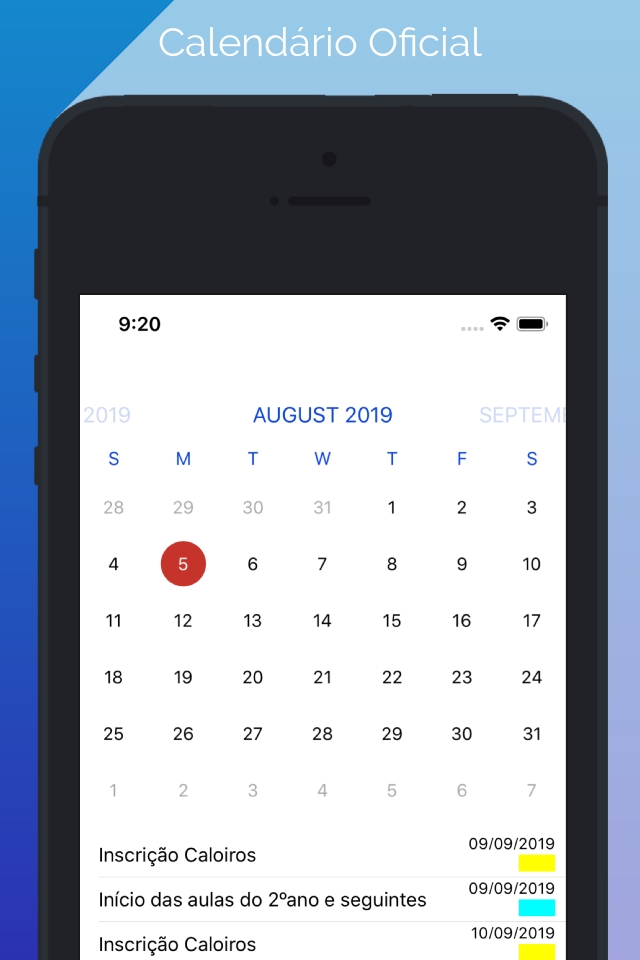 Calendário Oficial
9:20
2019 AUGUST 2019 SEPTEME
S M T W T F S
28 29 30 31 1 2 3
4 5 6 7 8 9 10
11 12 13 14 15 16 17
18 19 20 21 22 23 24
25 26 27 28 29 30 31
1 2 3 4 5 6 7
Inscrição Caloiros 09/09/2019
Início das aulas do 2ºano e seguintes 09/09/2019
Inscrição Caloiros 10/09/2019